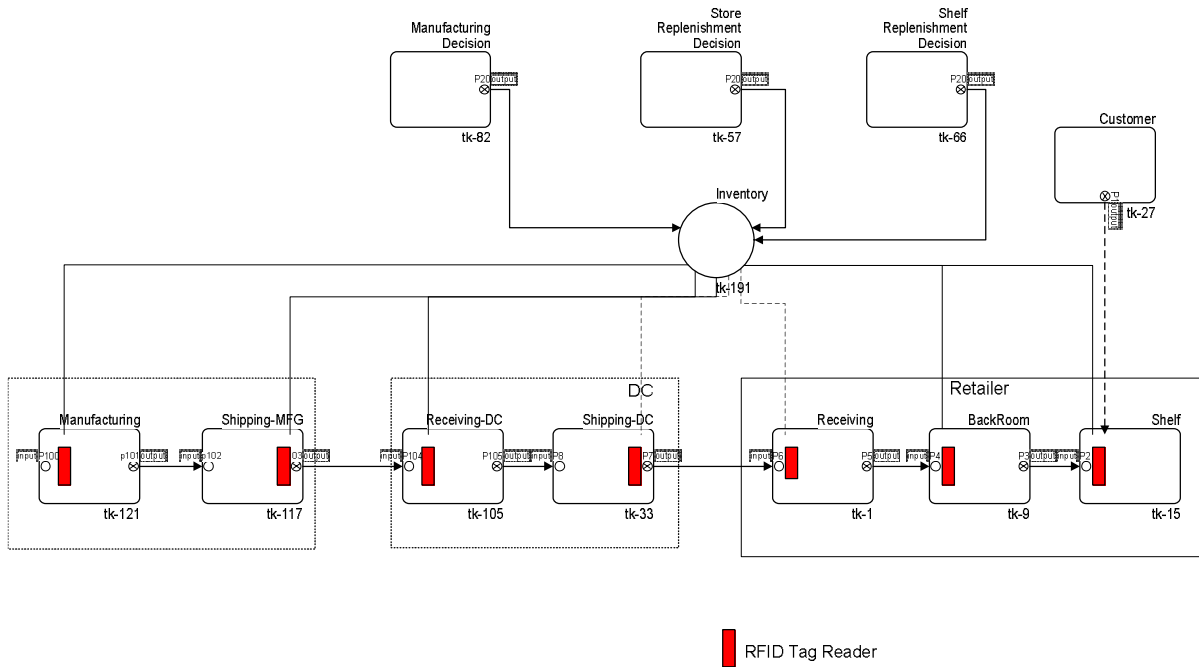 Manufacturing
Decision
P20 output
tk-82
Store
Replenishment
Decision
P20 output
tk-57
Shelf
Replenishment
Decision
P20 output
tk-66
Customer
P1 output
tk-27
Inventory
tk-191
DC
Retailer
Manufacturing
input P100
p101 output
tk-121
Shipping-MFG
input p102
03 output
tk-117
Receiving-DC
input P104
P105 output
tk-105
Shipping-DC
input P8
P7 output
tk-33
Receiving
input P6
P5 output
tk-1
BackRoom
input P4
P3 output
tk-9
Shelf
input P2
tk-15
RFID Tag Reader